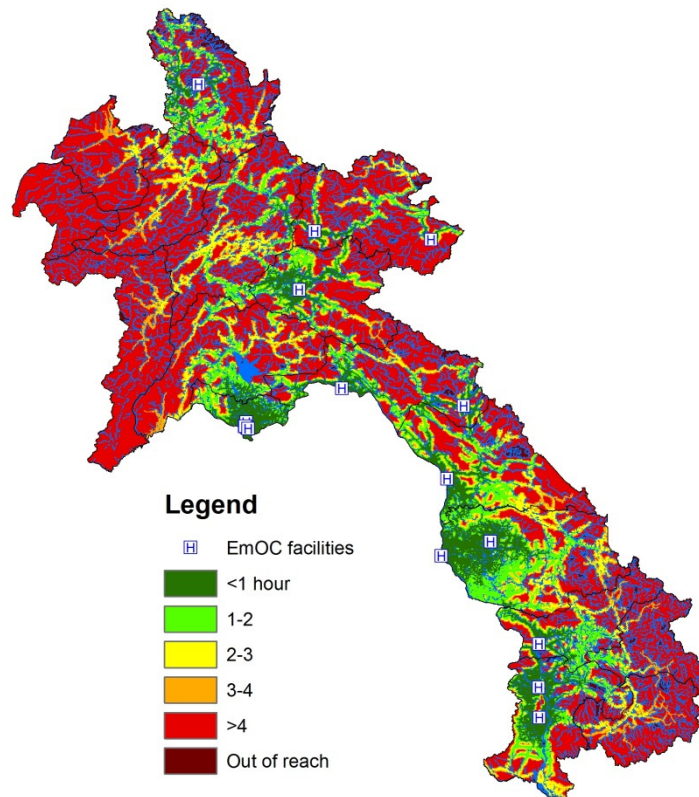 H
H
H
H
H
H
H
H
H
H
H
H
H
Legend
H EmOC facilities
<1 hour
1-2
2-3
3-4
>4
Out of reach